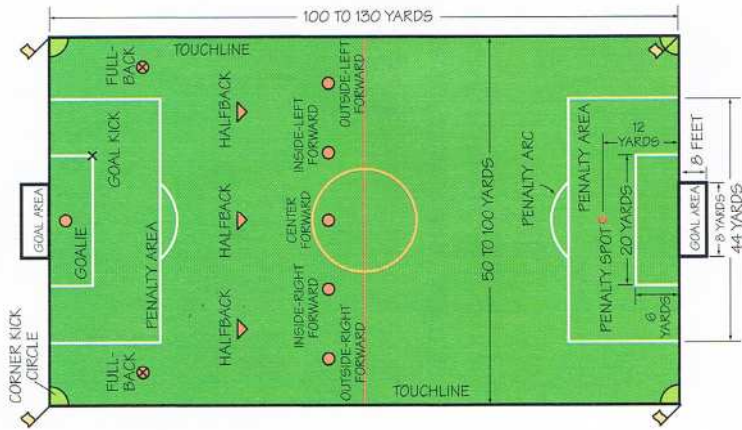 100 TO 130 YARDS
TOUCHLINE
FULL-
BACK
GOAL KICK
HALFBACK
OUTSIDE-LEFT
FORWARD
INSIDE-LEFT
FORWARD
GOAL AREA
GOALIE
HALFBACK
CENTER
FORWARD
PENALTY AREA
INSIDE-RIGHT
FORWARD
HALFBACK
OUTSIDE-RIGHT
FORWARD
FULL-
BACK
CORNER KICK
CIRCLE
TOUCHLINE
50 TO 100 YARDS
PENALTY ARC
PENALTY AREA
12
YARDS
PENALTY SPOT
20 YARDS
6
YARDS
8 FEET
GOAL AREA
8 YARDS
44 YARDS